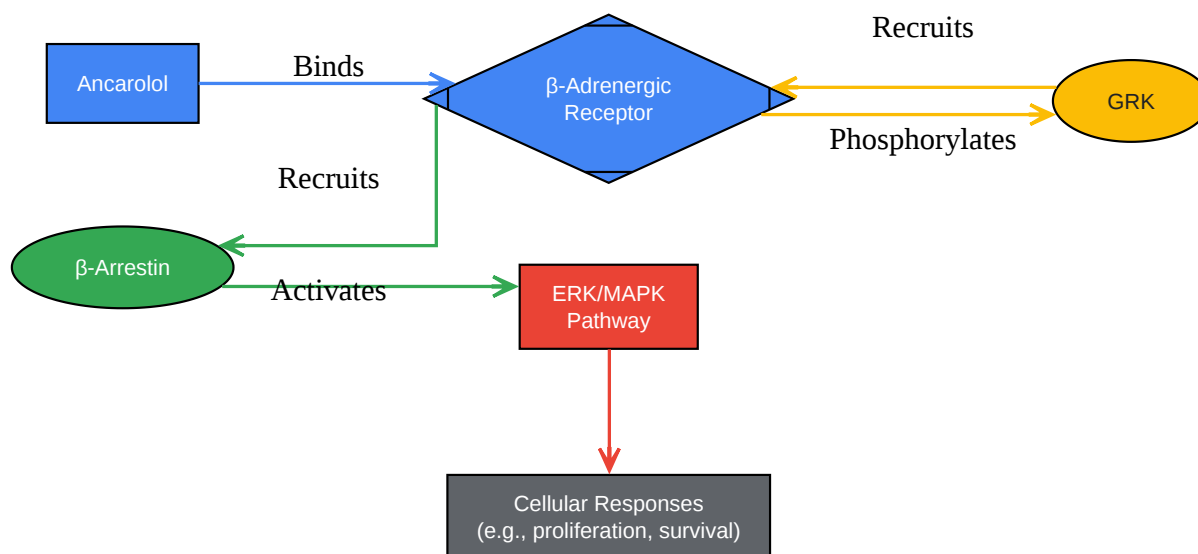 Recruits
Ancarolol
Binds
β-Adrenergic
Receptor
GRK
Phosphorylates
Recruits
β-Arrestin
Activates
ERK/MAPK
Pathway
Cellular Responses
(e.g., proliferation, survival)